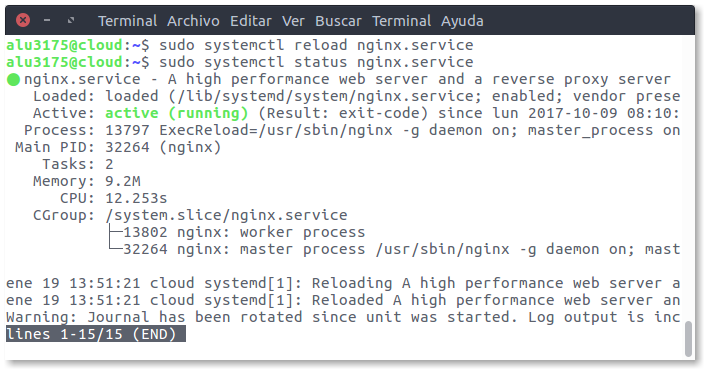 Terminal Archivo Editar Ver Buscar Terminal Ayuda
alu3175@cloud:~$ sudo systemctl reload nginx.service
alu3175@cloud:~$ sudo systemctl status nginx.service
● nginx.service - A high performance web server and a reverse proxy server
   Loaded: loaded (/lib/systemd/system/nginx.service; enabled; vendor prese
   Active: active (running) (Result: exit-code) since lun 2017-10-09 08:10:
  Process: 13797 ExecReload=/usr/sbin/nginx -g daemon on; master_process on
 Main PID: 32264 (nginx)
    Tasks: 2
   Memory: 9.2M
      CPU: 12.253s
   CGroup: /system.slice/nginx.service
           ├─13802 nginx: worker process
           └─32264 nginx: master process /usr/sbin/nginx -g daemon on; mast
ene 19 13:51:21 cloud systemd[1]: Reloading A high performance web server a
ene 19 13:51:21 cloud systemd[1]: Reloaded A high performance web server an
Warning: Journal has been rotated since unit was started. Log output is inc
lines 1-15/15 (END)